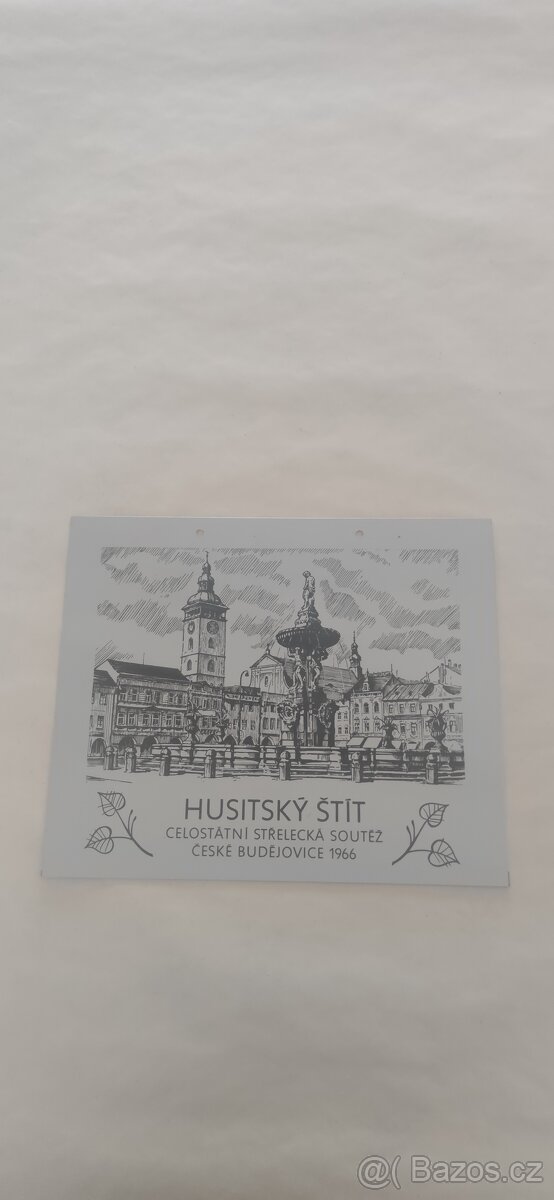 HUSITSKÝ ŠTÍT
CELOSTÁTNÍ STŘELECKÁ SOUTĚŽ
ČESKÉ BUDĚJOVICE 1966
@( Bazos.cz